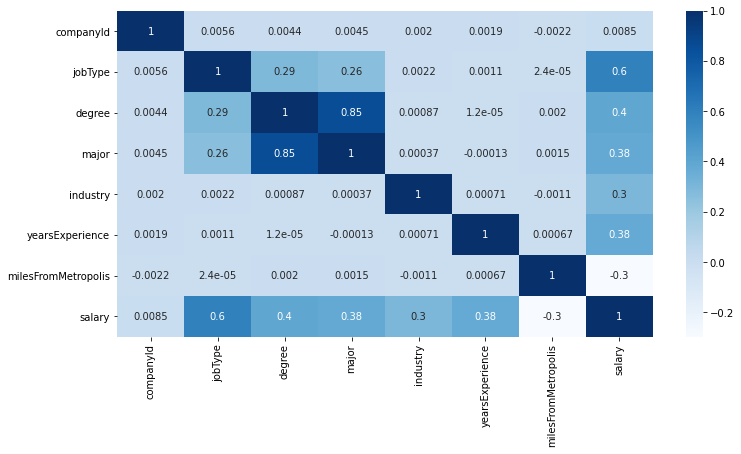 companyId 1 0.0056 0.0044 0.0045 0.002 0.0019 -0.0022 0.0085
jobType 0.0056 1 0.29 0.26 0.0022 0.0011 2.4e-05 0.6
degree 0.0044 0.29 1 0.85 0.00087 1.2e-05 0.002 0.4
major 0.0045 0.26 0.85 1 0.00037 -0.00013 0.0015 0.38
industry 0.002 0.0022 0.00087 0.00037 1 0.00071 -0.0011 0.3
yearsExperience 0.0019 0.0011 1.2e-05 -0.00013 0.00071 1 0.00067 0.38
milesFromMetropolis -0.0022 2.4e-05 0.002 0.0015 -0.0011 0.00067 1 -0.3
salary 0.0085 0.6 0.4 0.38 0.3 0.38 -0.3 1
companyId jobType degree major industry yearsExperience milesFromMetropolis salary
1.0
0.8
0.6
0.4
0.2
0.0
−0.2